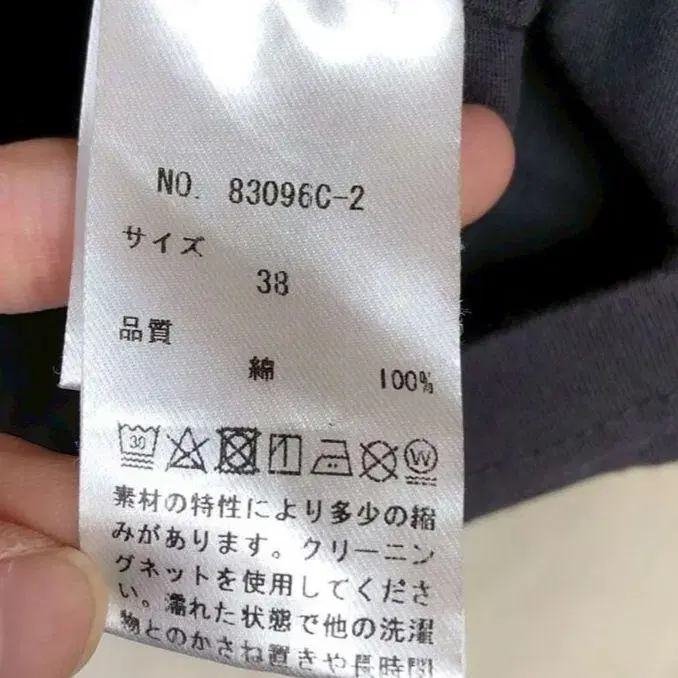 NO. 83096C-2
サイズ
38
品質
綿 100%
30
W
素材の特性により多少の縮
みがあります。クリーニン
グネットを使用してくださ
い。濡れた状態で他の洗濯
物とのかさね置きや長時間